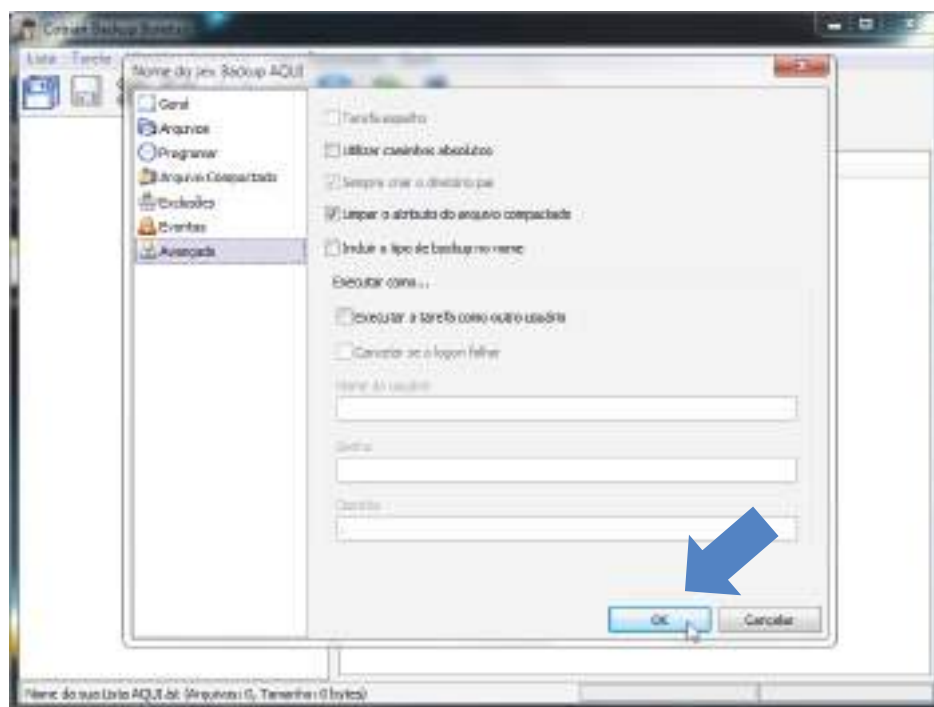 Cobian Backup
Lista Tarefa
Nome do seu Backup AQUI
Geral
Arquivos
Programar
Arquivo Compactado
Exclusões
Eventos
Avançado
Tarefa espelho
Utilizar caminhos absolutos
Sempre criar o diretório pai
Limpar o atributo do arquivo compactado
Incluir o tipo de backup no nome
Executar como...
Executar a tarefa como outro usuário
Cancelar se o logon falhar
Nome do usuário
Senha
Domínio
.
OK
Cancelar
Nome da sua Lista AQUI.lst (Arquivos: 0, Tamanho: 0 bytes)